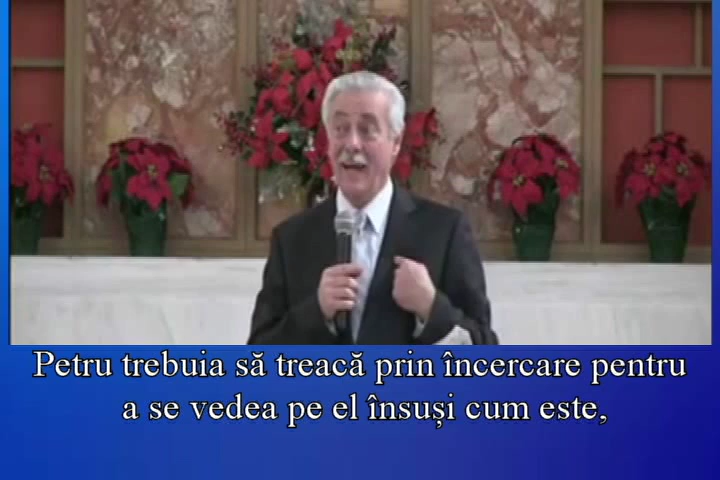 Petru trebuia să treacă prin încercare pentru
a se vedea pe el însuși cum este,